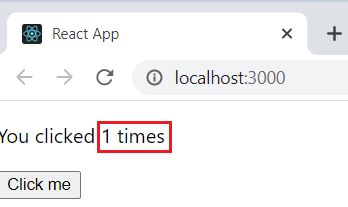 React App
localhost:3000
You clicked 1 times
Click me